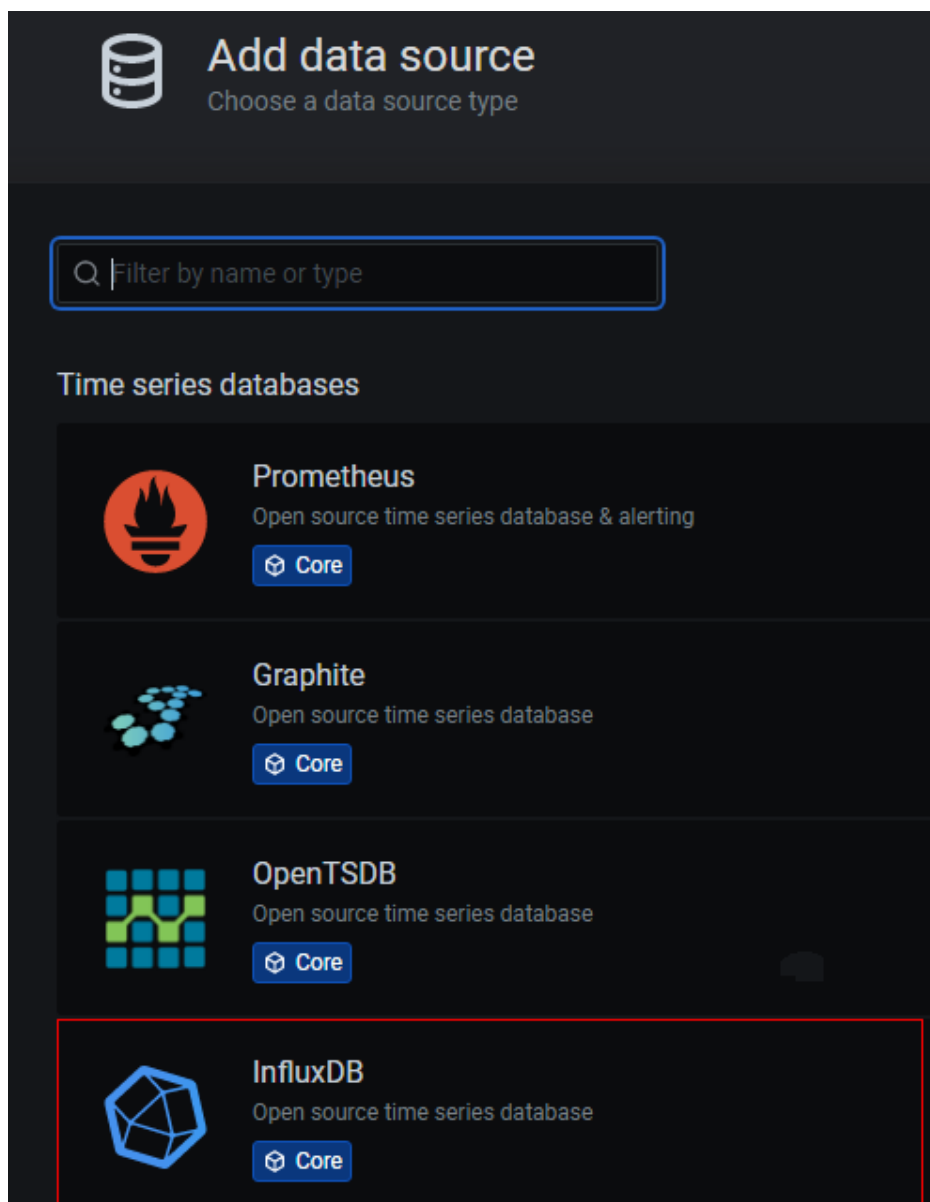 Add data source
Choose a data source type
Filter by name or type
Time series databases
Prometheus
Open source time series database & alerting
Core
Graphite
Open source time series database
Core
OpenTSDB
Open source time series database
Core
InfluxDB
Open source time series database
Core